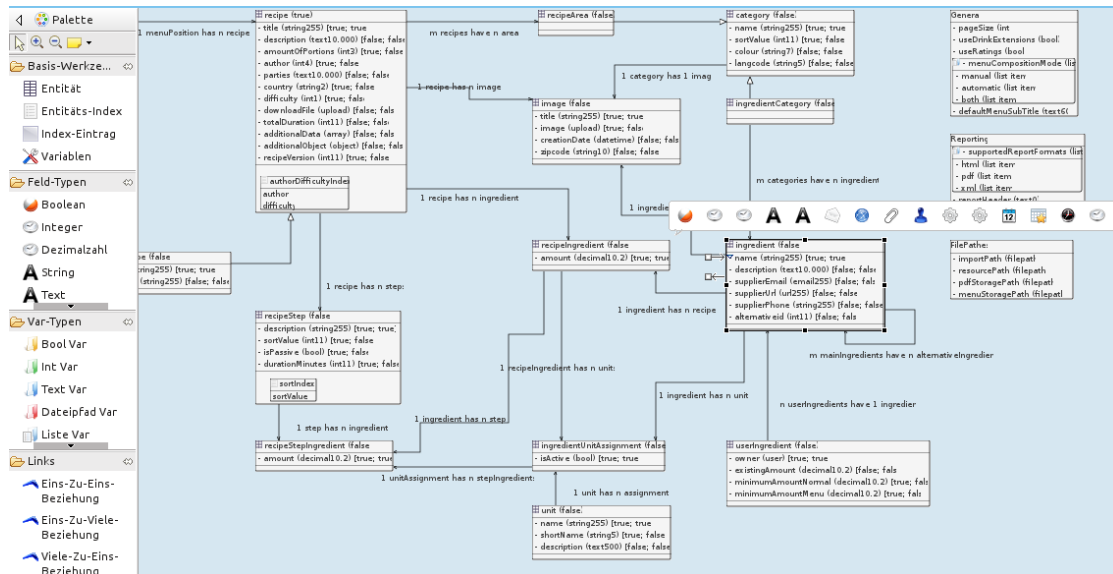 Palette
Basis-Werkze...
Entität
Entitäts-Index
Index-Eintrag
Variablen
Feld-Typen
Boolean
Integer
Dezimalzahl
String
Text
Var-Typen
Bool Var
Int Var
Text Var
Dateipfad Var
Liste Var
Links
Eins-Zu-Eins-
Beziehung
Eins-Zu-Viele-
Beziehung
Viele-Zu-Eins-
Beziehung
1 menuPosition has n recipe
recipe (true)
- title (string255) [true; true
- description (text10.000) [false; false
- amountOfPortions (int3) [true; false
- author (int4) [true; false
- parties (text10.000) [false; false
- country (string2) [true; false
- difficulty (int1) [true; false
- downloadFile (upload) [false; fals
- totalDuration (int11) [false; fals
- additionalData (array) [false; fals
- additionalObject (object) [false; fals
- recipeVersion (int11) [true; false
authorDifficultyIndex
author
difficulty
(false
string255) [true; true
(string255) [false; fals
m recipes have n area
1 recipe has n image
1 recipe has n ingredient
1 recipe has n step:
recipeStep (false
- description (string255) [true; true
- sortValue (int11) [true; false
- isPassive (bool) [true; false
- durationMinutes (int11) [true; fals
sortIndex
sortValue
1 step has n ingredient
1 ingredient has n step
recipeStepIngredient (false
- amount (decimal10.2) [true; true
1 unitAssignment has n stepIngredient:
recipeArea (false
1 category has 1 imag
image (false
- title (string255) [true; true
- image (upload) [true; false
- creationDate (datetime) [true; false
- zipcode (string10) [false; false
1 ingredie
recipeIngredient (false
- amount (decimal10.2) [true; true
1 ingredient has n recipe
1 recipeIngredient has n unit:
1 ingredient has n unit
ingredientUnitAssignment (false
- isActive (bool) [true; true
1 unit has n assignment
unit (false
- name (string255) [true; true
- shortName (string5) [false; false
- description (text500) [false; false
category (false
- name (string255) [true; true
- sortValue (int11) [true; false
- colour (string7) [false; false
- langcode (string5) [false; false
ingredientCategory (false
m categories have n ingredient
12
ingredient (false
- name (string255) [true; true
- description (text10.000) [false; false
- supplierEmail (email255) [false; fals
- supplierUrl (url255) [false; false
- supplierPhone (string255) [false; false
- alternativeid (int11) [false; fals
m mainIngredients have n alternativeIngredier
n userIngredients have 1 ingredier
userIngredient (false
- owner (user) [true; true
- existingAmount (decimal10.2) [false; fals
- minimumAmountNormal (decimal10.2) [true; fals
- minimumAmountMenu (decimal10.2) [true; fals
Genera
- pageSize (int
- useDrinkExtensions (bool
- useRatings (bool
- menuCompositionMode (lis
- manual (list item
- automatic (list item
- both (list item
- defaultMenuSubTitle (text6(
Reporting
- supportedReportFormats (list
- html (list item
- pdf (list item
- xml (list item
FilePathe:
- importPath (filepath
- resourcePath (filepath
- pdfStoragePath (filepatl
- menuStoragePath (filepatl